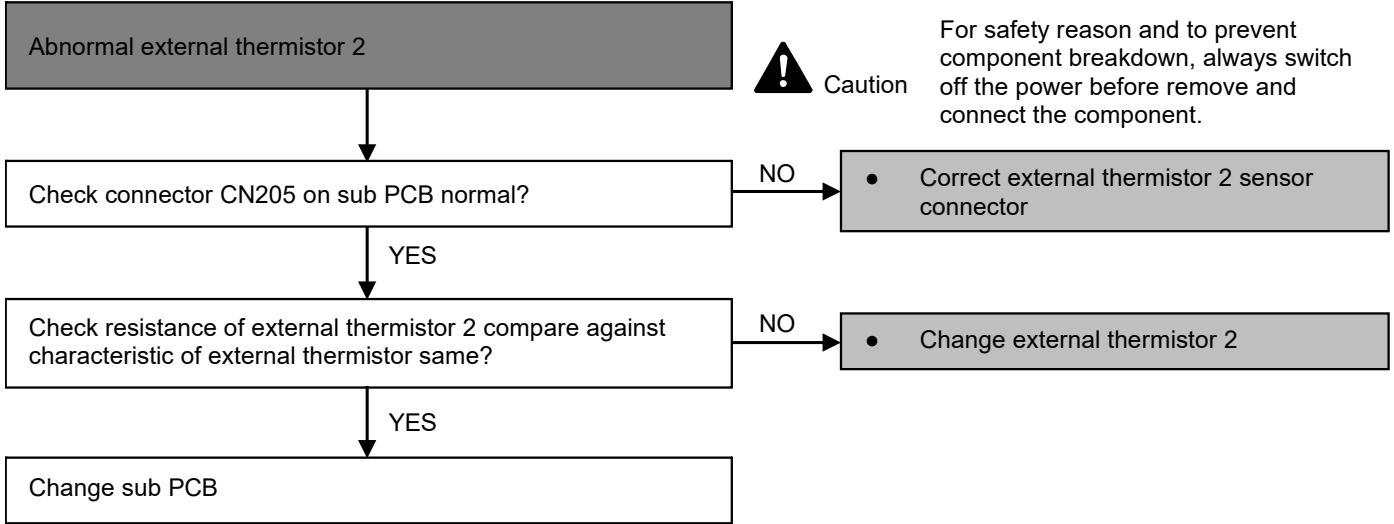 Abnormal external thermistor 2
Caution
For safety reason and to prevent
component breakdown, always switch
off the power before remove and
connect the component.
Check connector CN205 on sub PCB normal?
NO
● Correct external thermistor 2 sensor
connector
YES
Check resistance of external thermistor 2 compare against
characteristic of external thermistor same?
NO
● Change external thermistor 2
YES
Change sub PCB